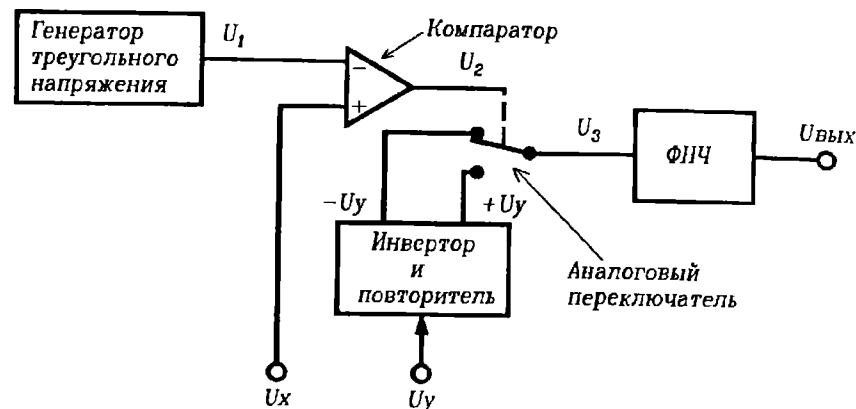 Генератор
треугольного
напряжения
U1
Компаратор
U2
−
+
U3
ФНЧ
Uвых
−Uy
+Uy
Инвертор
и
повторитель
Аналоговый
переключатель
Ux
Uy